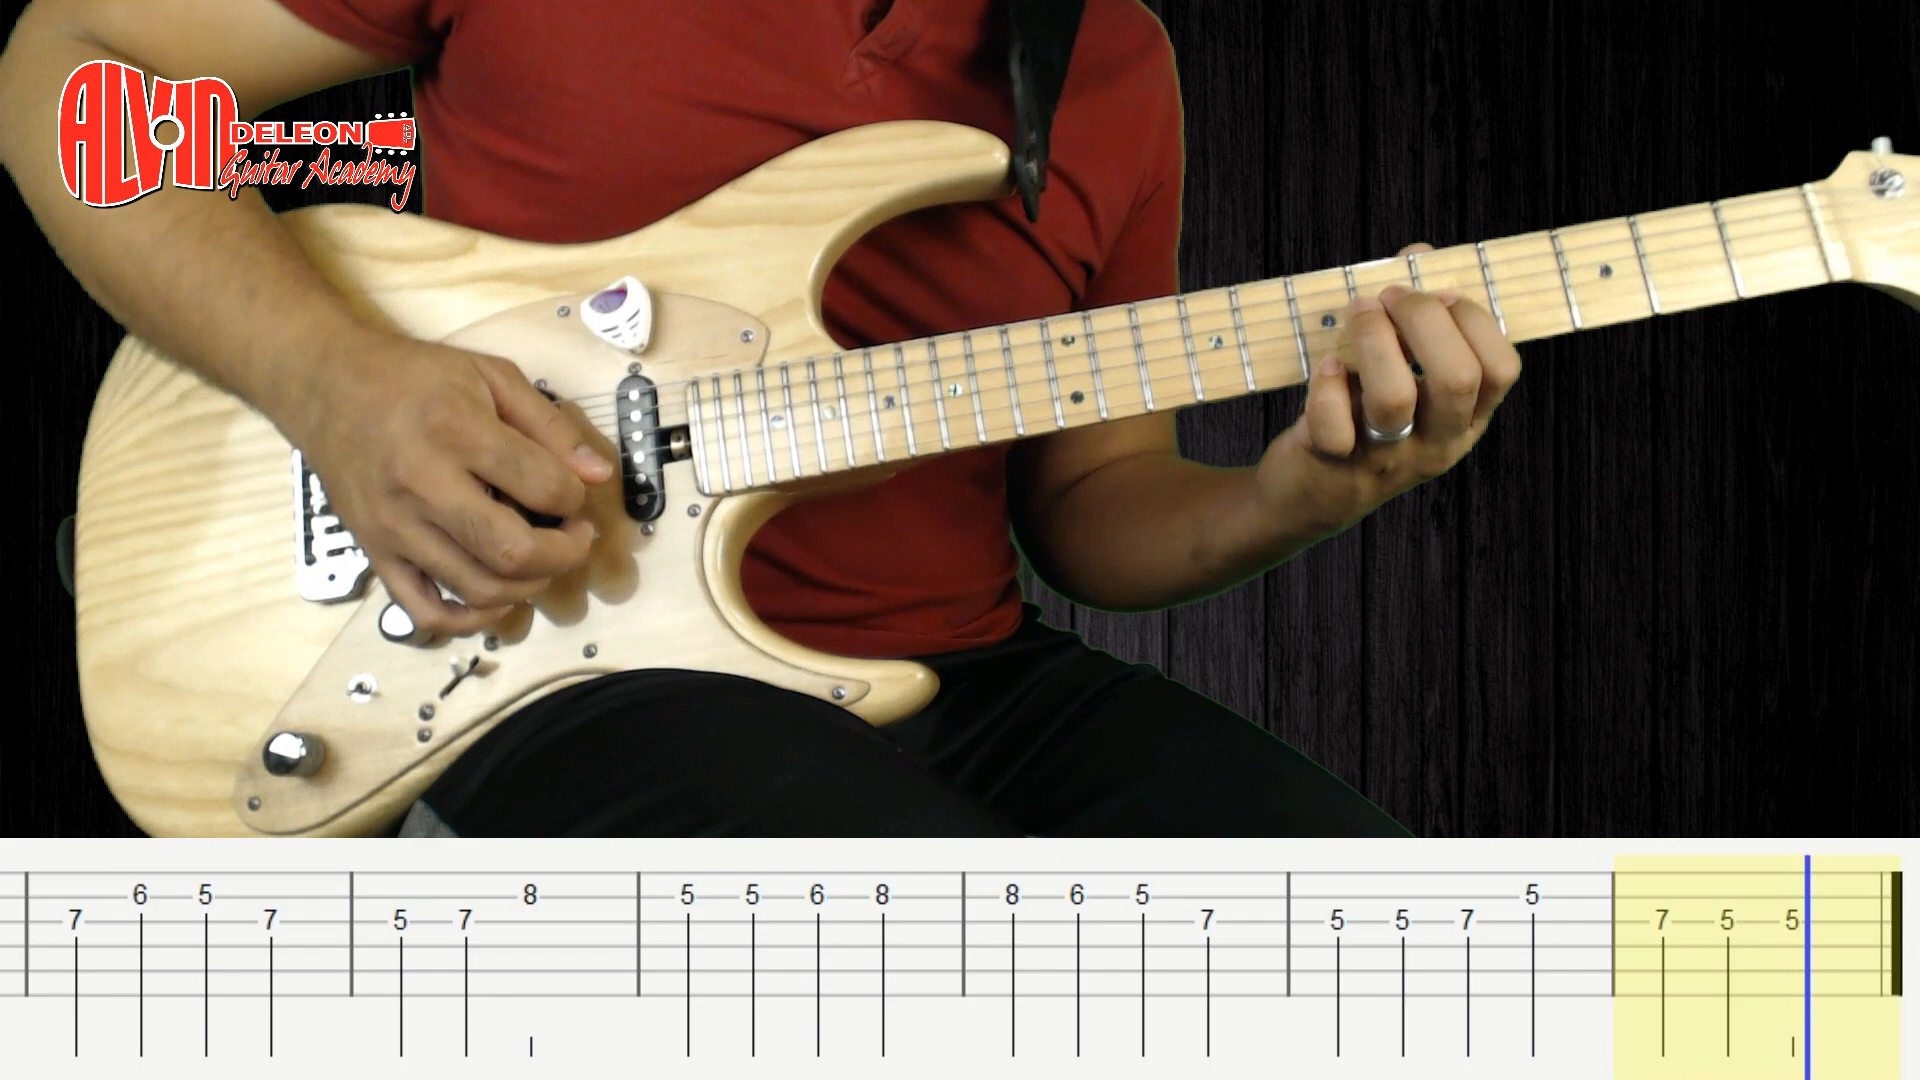 ALVIN
DELEON
Guitar Academy
8 5
6 5 5 5 6 8 8 6 5
7 7 5 7 7 5 5 7 7 5 5